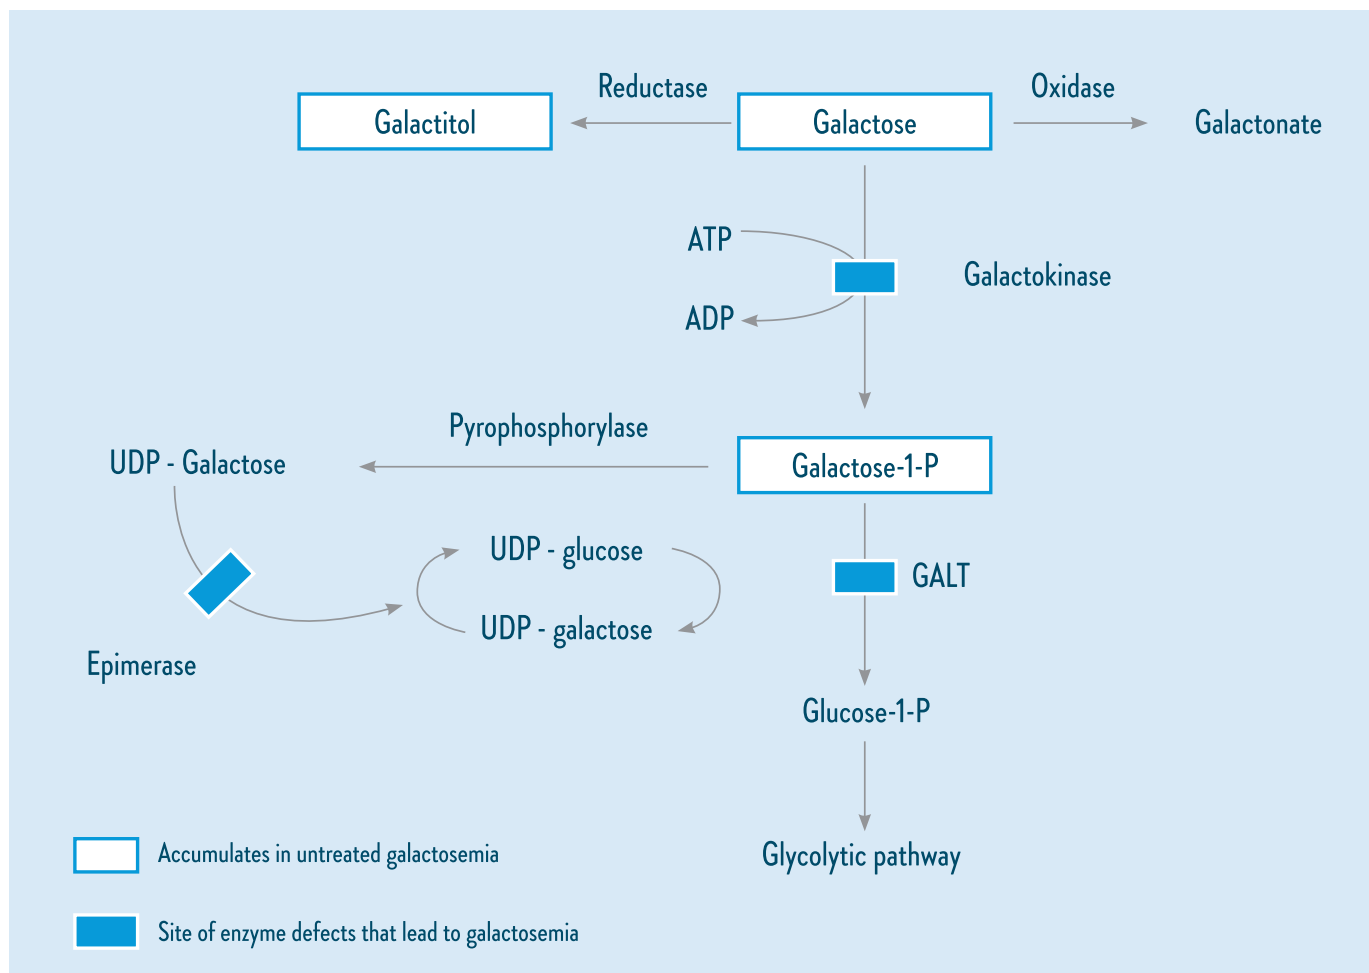 Reductase
Oxidase
Galactitol
Galactose
Galactonate
ATP
Galactokinase
ADP
Pyrophosphorylase
UDP - Galactose
Galactose-1-P
UDP - glucose
GALT
UDP - galactose
Epimerase
Glucose-1-P
Glycolytic pathway
Accumulates in untreated galactosemia
Site of enzyme defects that lead to galactosemia